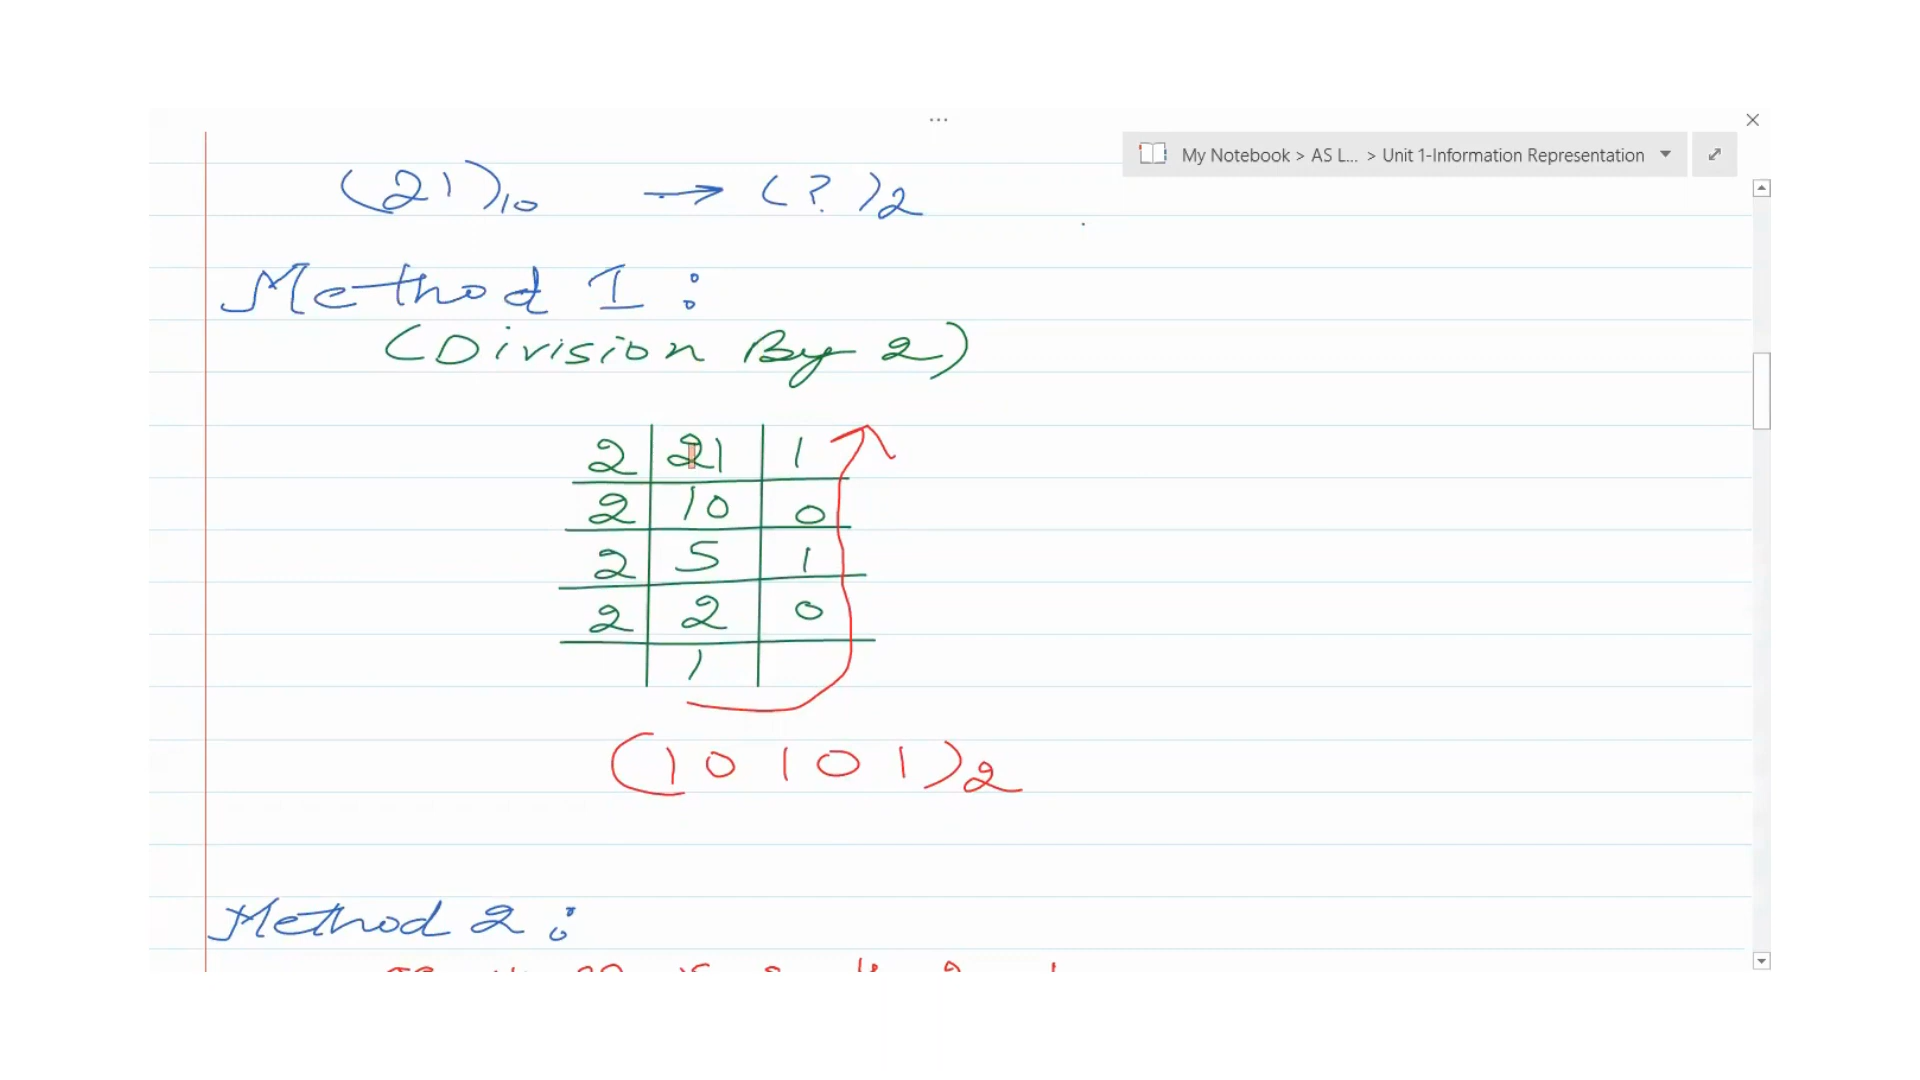 ...
My Notebook > AS L... > Unit 1-Information Representation
(21)10 → (?)2
Method 1:
(Division By 2)
2 21 1
2 10 0
2 5 1
2 2 0
1
(10101)2
Method 2: